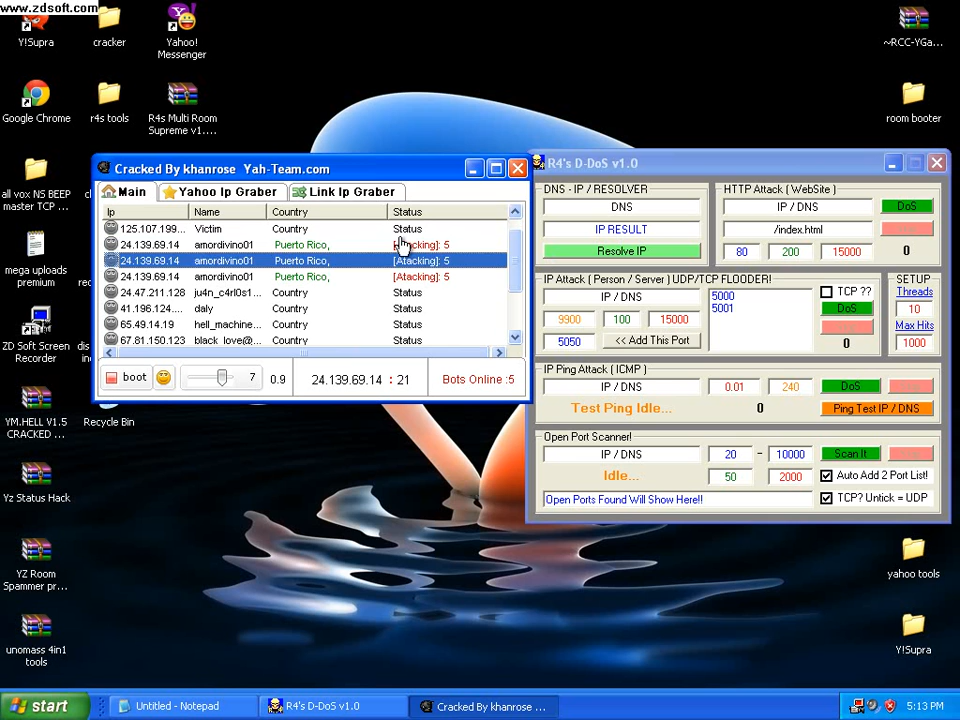 www.zdsoft.com
Y!Supra
cracker
Yahoo!
Messenger
~RCC-YGa...
Google Chrome
r4s tools
R4s Multi Room
Supreme v1....
room booter
all vox NS BEEP
master TCP ...
mega uploads
premium
ZD Soft Screen
Recorder
YM.HELL V1.5
CRACKED ...
Recycle Bin
Yz Status Hack
YZ Room
Spammer pr...
unomass 4in1
tools
yahoo tools
Y!Supra
Cracked By khanrose Yah-Team.com
Main
Yahoo Ip Graber
Link Ip Graber
Ip Name Country Status
125.107.199... Victim Country Status
24.139.69.14 amordivino01 Puerto Rico, [Atacking]: 5
24.139.69.14 amordivino01 Puerto Rico, [Atacking]: 5
24.139.69.14 amordivino01 Puerto Rico, [Atacking]: 5
24.47.211.128 ju4n_c4rl0s1... Country Status
41.196.124.... daly Country Status
65.49.14.19 hell_machine... Country Status
67.81.150.123 black_love@... Country Status
boot 7 0.9 24.139.69.14 : 21 Bots Online :5
R4's D-DoS v1.0
DNS - IP / RESOLVER
DNS
IP RESULT
Resolve IP
HTTP Attack ( WebSite )
IP / DNS DoS
/index.html
80 200 15000 0
IP Attack ( Person / Server ) UDP/TCP FLOODER!
IP / DNS
9900 100 15000
5050 << Add This Port
5000
5001
TCP ??
DoS
0
SETUP
Threads
10
Max Hits
1000
IP Ping Attack ( ICMP )
IP / DNS 0.01 240 DoS
Test Ping Idle... 0 Ping Test IP / DNS
Open Port Scanner!
IP / DNS 20 - 10000 Scan It
Idle... 50 2000 Auto Add 2 Port List!
Open Ports Found Will Show Here!! TCP? Untick = UDP
start
Untitled - Notepad
R4's D-DoS v1.0
Cracked By khanrose ...
5:13 PM